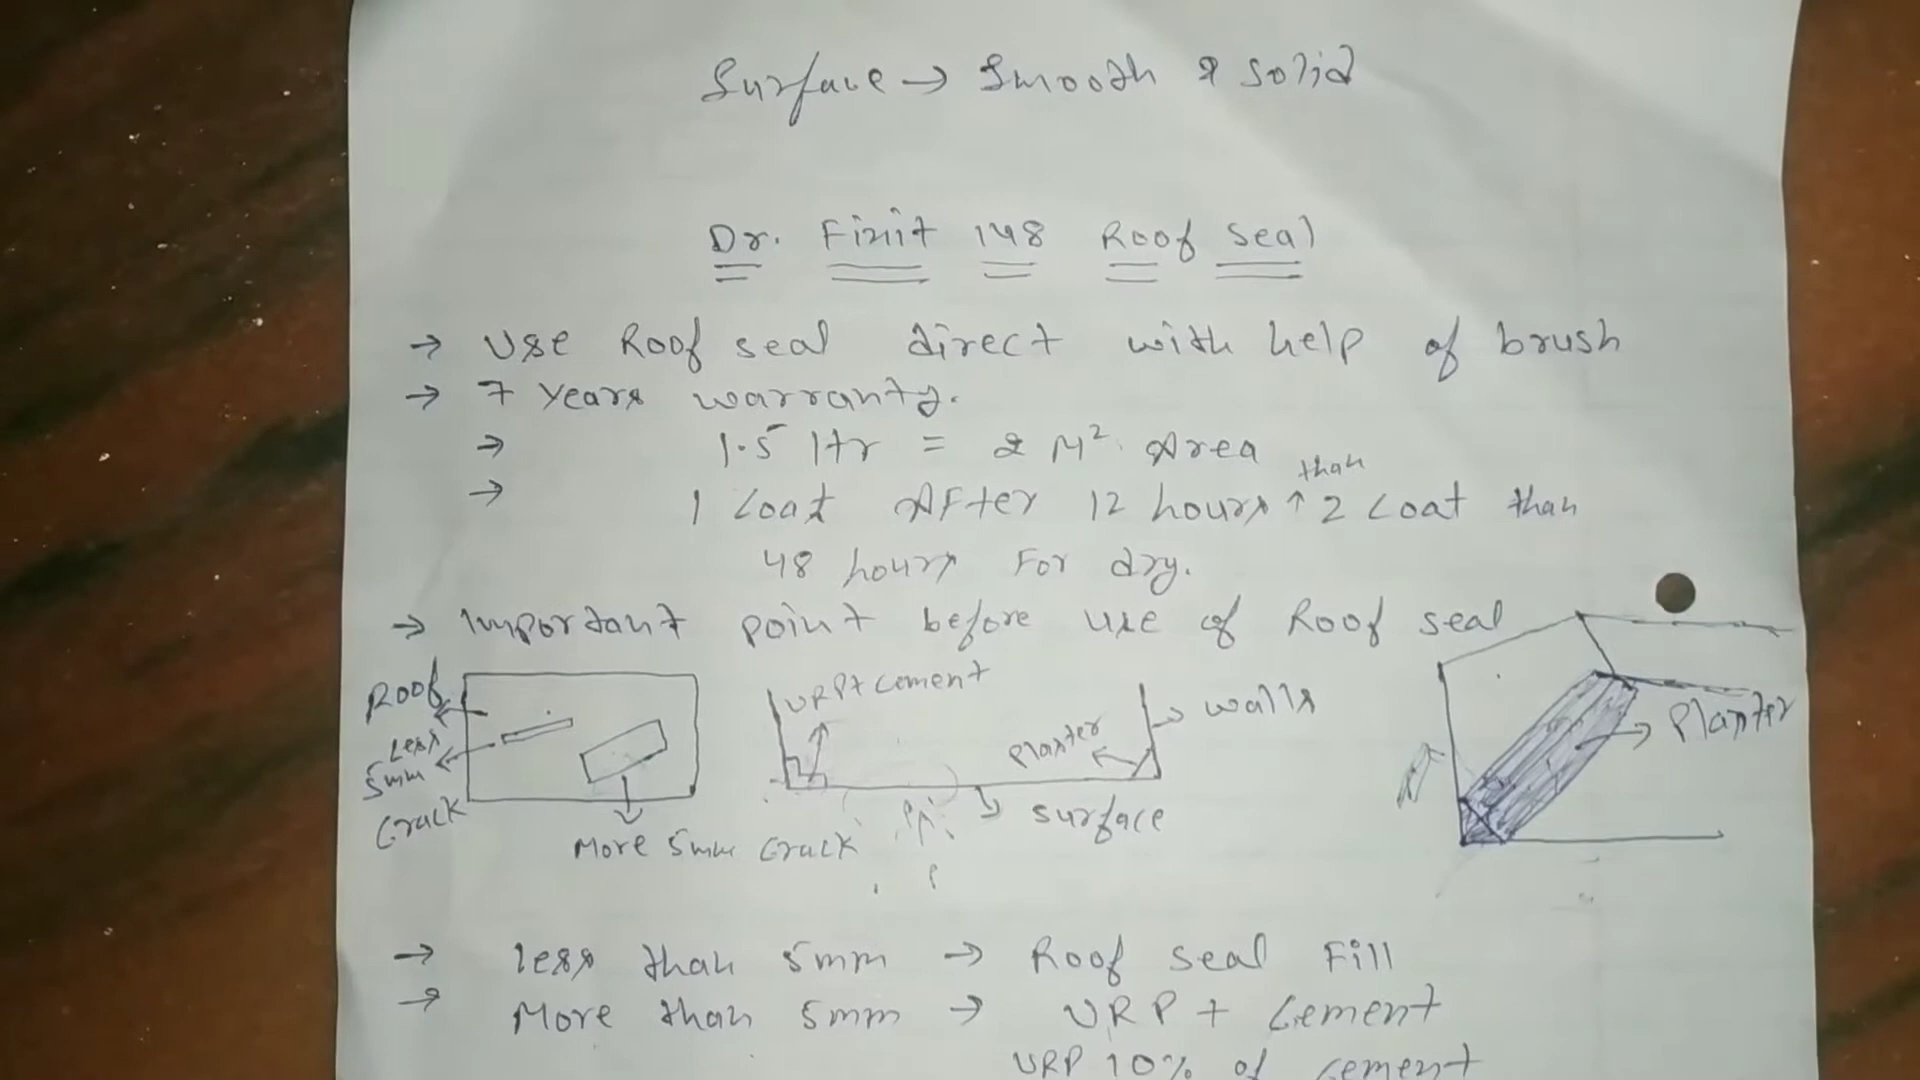 Surface → Smooth & Solid
Dr. Fixit 148 Roof Seal
→ Use Roof seal direct with help of brush
→ 7 years warranty.
→ 1.5 ltr = 2 M². Area
→ 1 Coat After 12 hours ↑ than 2 Coat than
48 hours For dry.
→ Important point before use of Roof seal
Roof
Less
5mm
Crack
More 5mm Crack
URP+ Cement
Plaster
walls
surface
Plaster
→ less than 5mm → Roof Seal Fill
→ More than 5mm → URP + Cement
URP 10% of cement